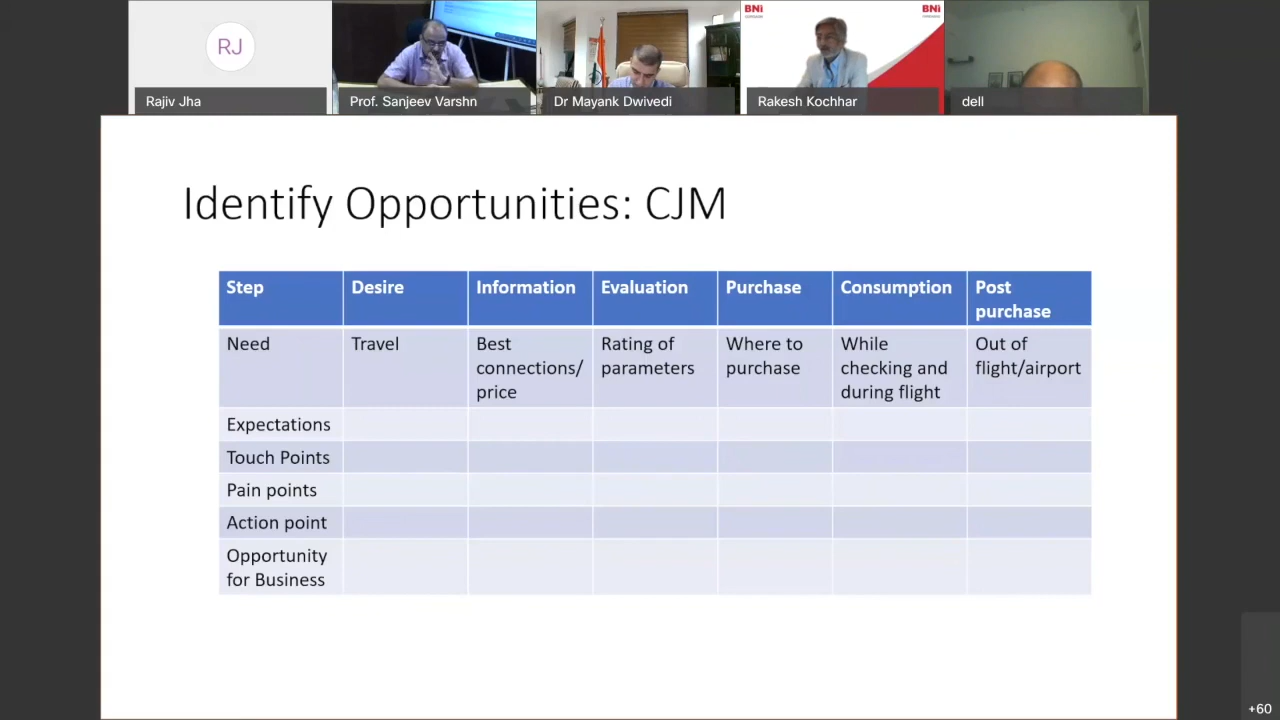 RJ
BNi
BNi
Rajiv Jha
Prof. Sanjeev Varshn
Dr Mayank Dwivedi
Rakesh Kochhar
dell
Identify Opportunities: CJM
Step
Desire
Information
Evaluation
Purchase
Consumption
Post
purchase
Need
Travel
Best
connections/
price
Rating of
parameters
Where to
purchase
While
checking and
during flight
Out of
flight/airport
Expectations
Touch Points
Pain points
Action point
Opportunity
for Business
+60